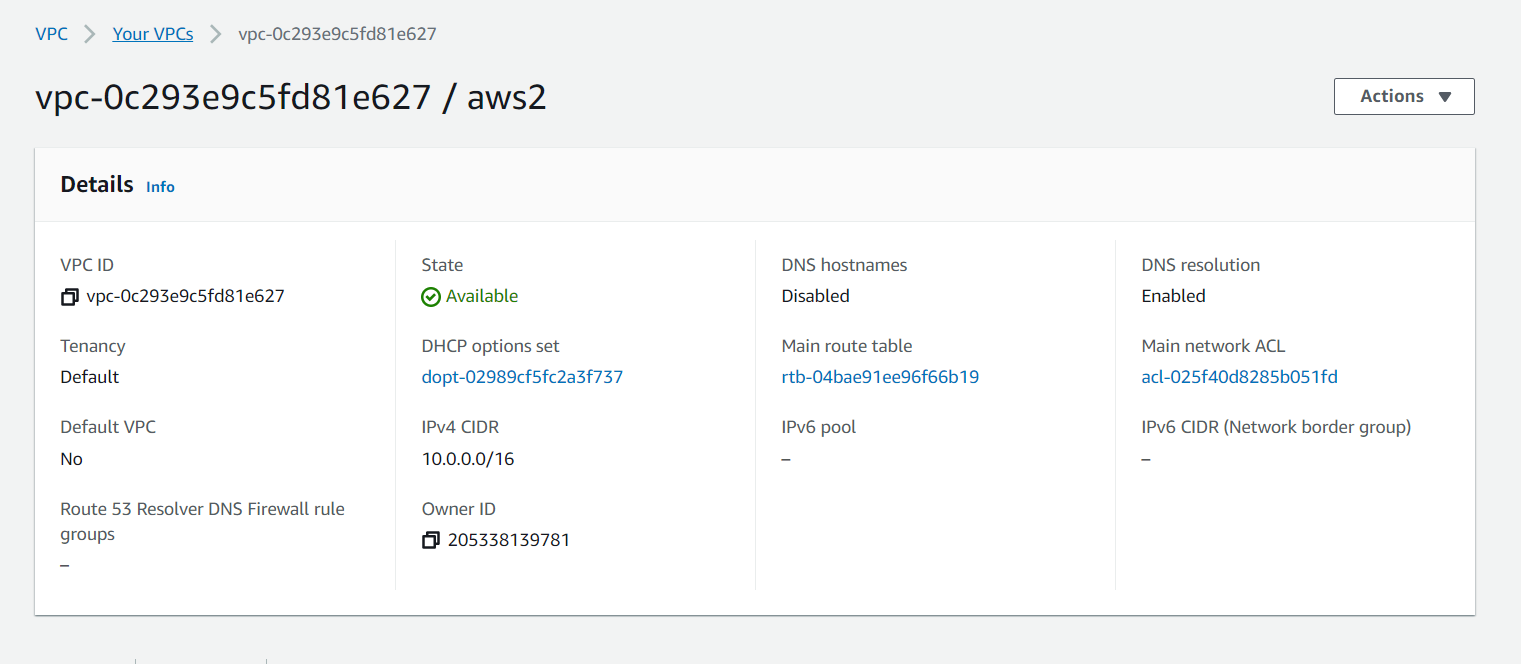 VPC > Your VPCs > vpc-0c293e9c5fd81e627
vpc-0c293e9c5fd81e627 / aws2
Actions
Details Info
VPC ID
vpc-0c293e9c5fd81e627
State
Available
DNS hostnames
Disabled
DNS resolution
Enabled
Tenancy
Default
DHCP options set
dopt-02989cf5fc2a3f737
Main route table
rtb-04bae91ee96f66b19
Main network ACL
acl-025f40d8285b051fd
Default VPC
No
IPv4 CIDR
10.0.0.0/16
IPv6 pool
–
IPv6 CIDR (Network border group)
–
Route 53 Resolver DNS Firewall rule
groups
–
Owner ID
205338139781